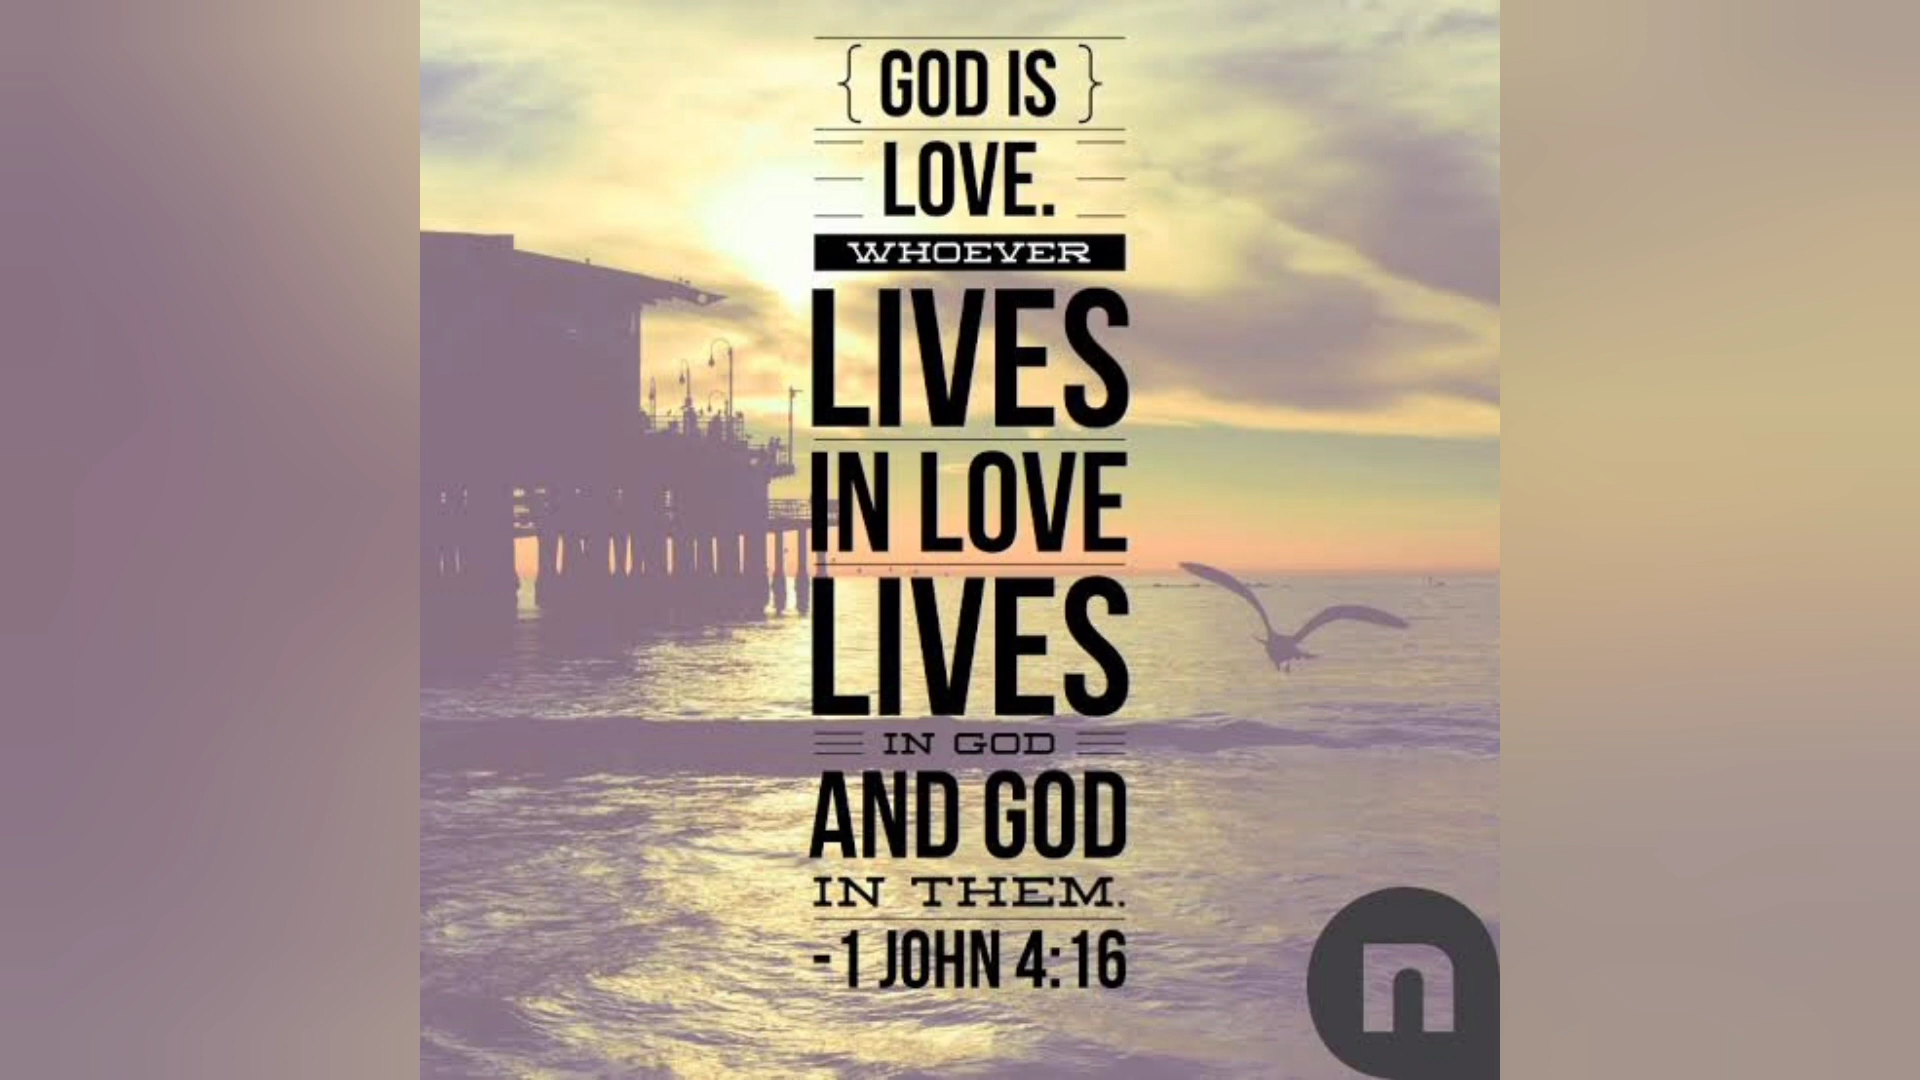 { GOD IS }
LOVE.
WHOEVER
LIVES
IN LOVE
LIVES
IN GOD
AND GOD
IN THEM.
-1 JOHN 4:16
n